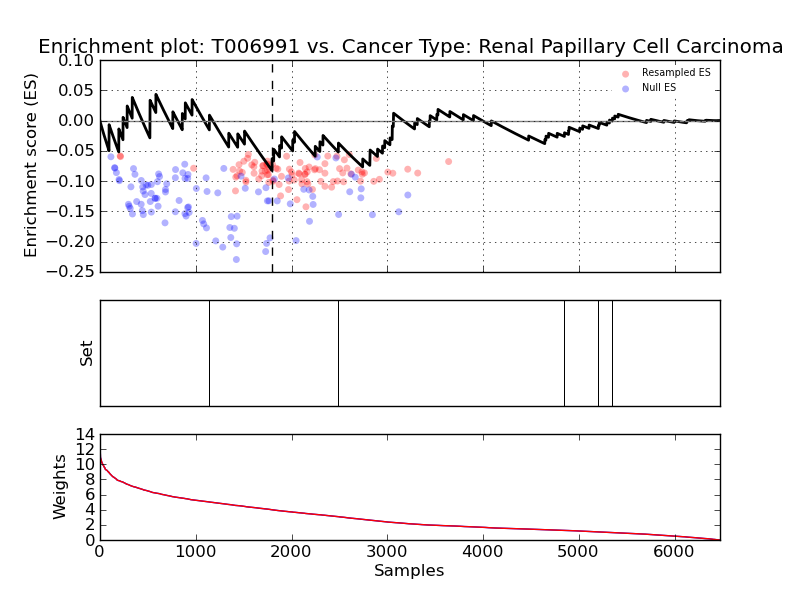 Enrichment plot: T006991 vs. Cancer Type: Renal Papillary Cell Carcinoma
Enrichment score (ES)
0.10
0.05
0.00
−0.05
−0.10
−0.15
−0.20
−0.25
Resampled ES
Null ES
Set
Weights
14
12
10
8
6
4
2
0
0 1000 2000 3000 4000 5000 6000
Samples